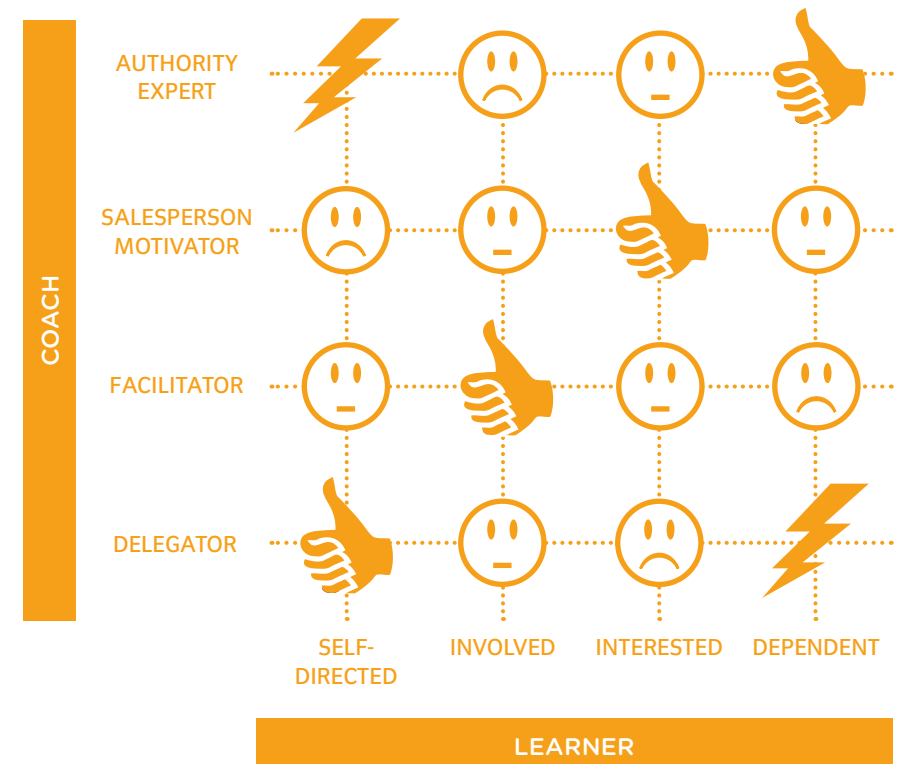 COACH
AUTHORITY
EXPERT
SALESPERSON
MOTIVATOR
FACILITATOR
DELEGATOR
SELF-
DIRECTED
INVOLVED
INTERESTED
DEPENDENT
LEARNER